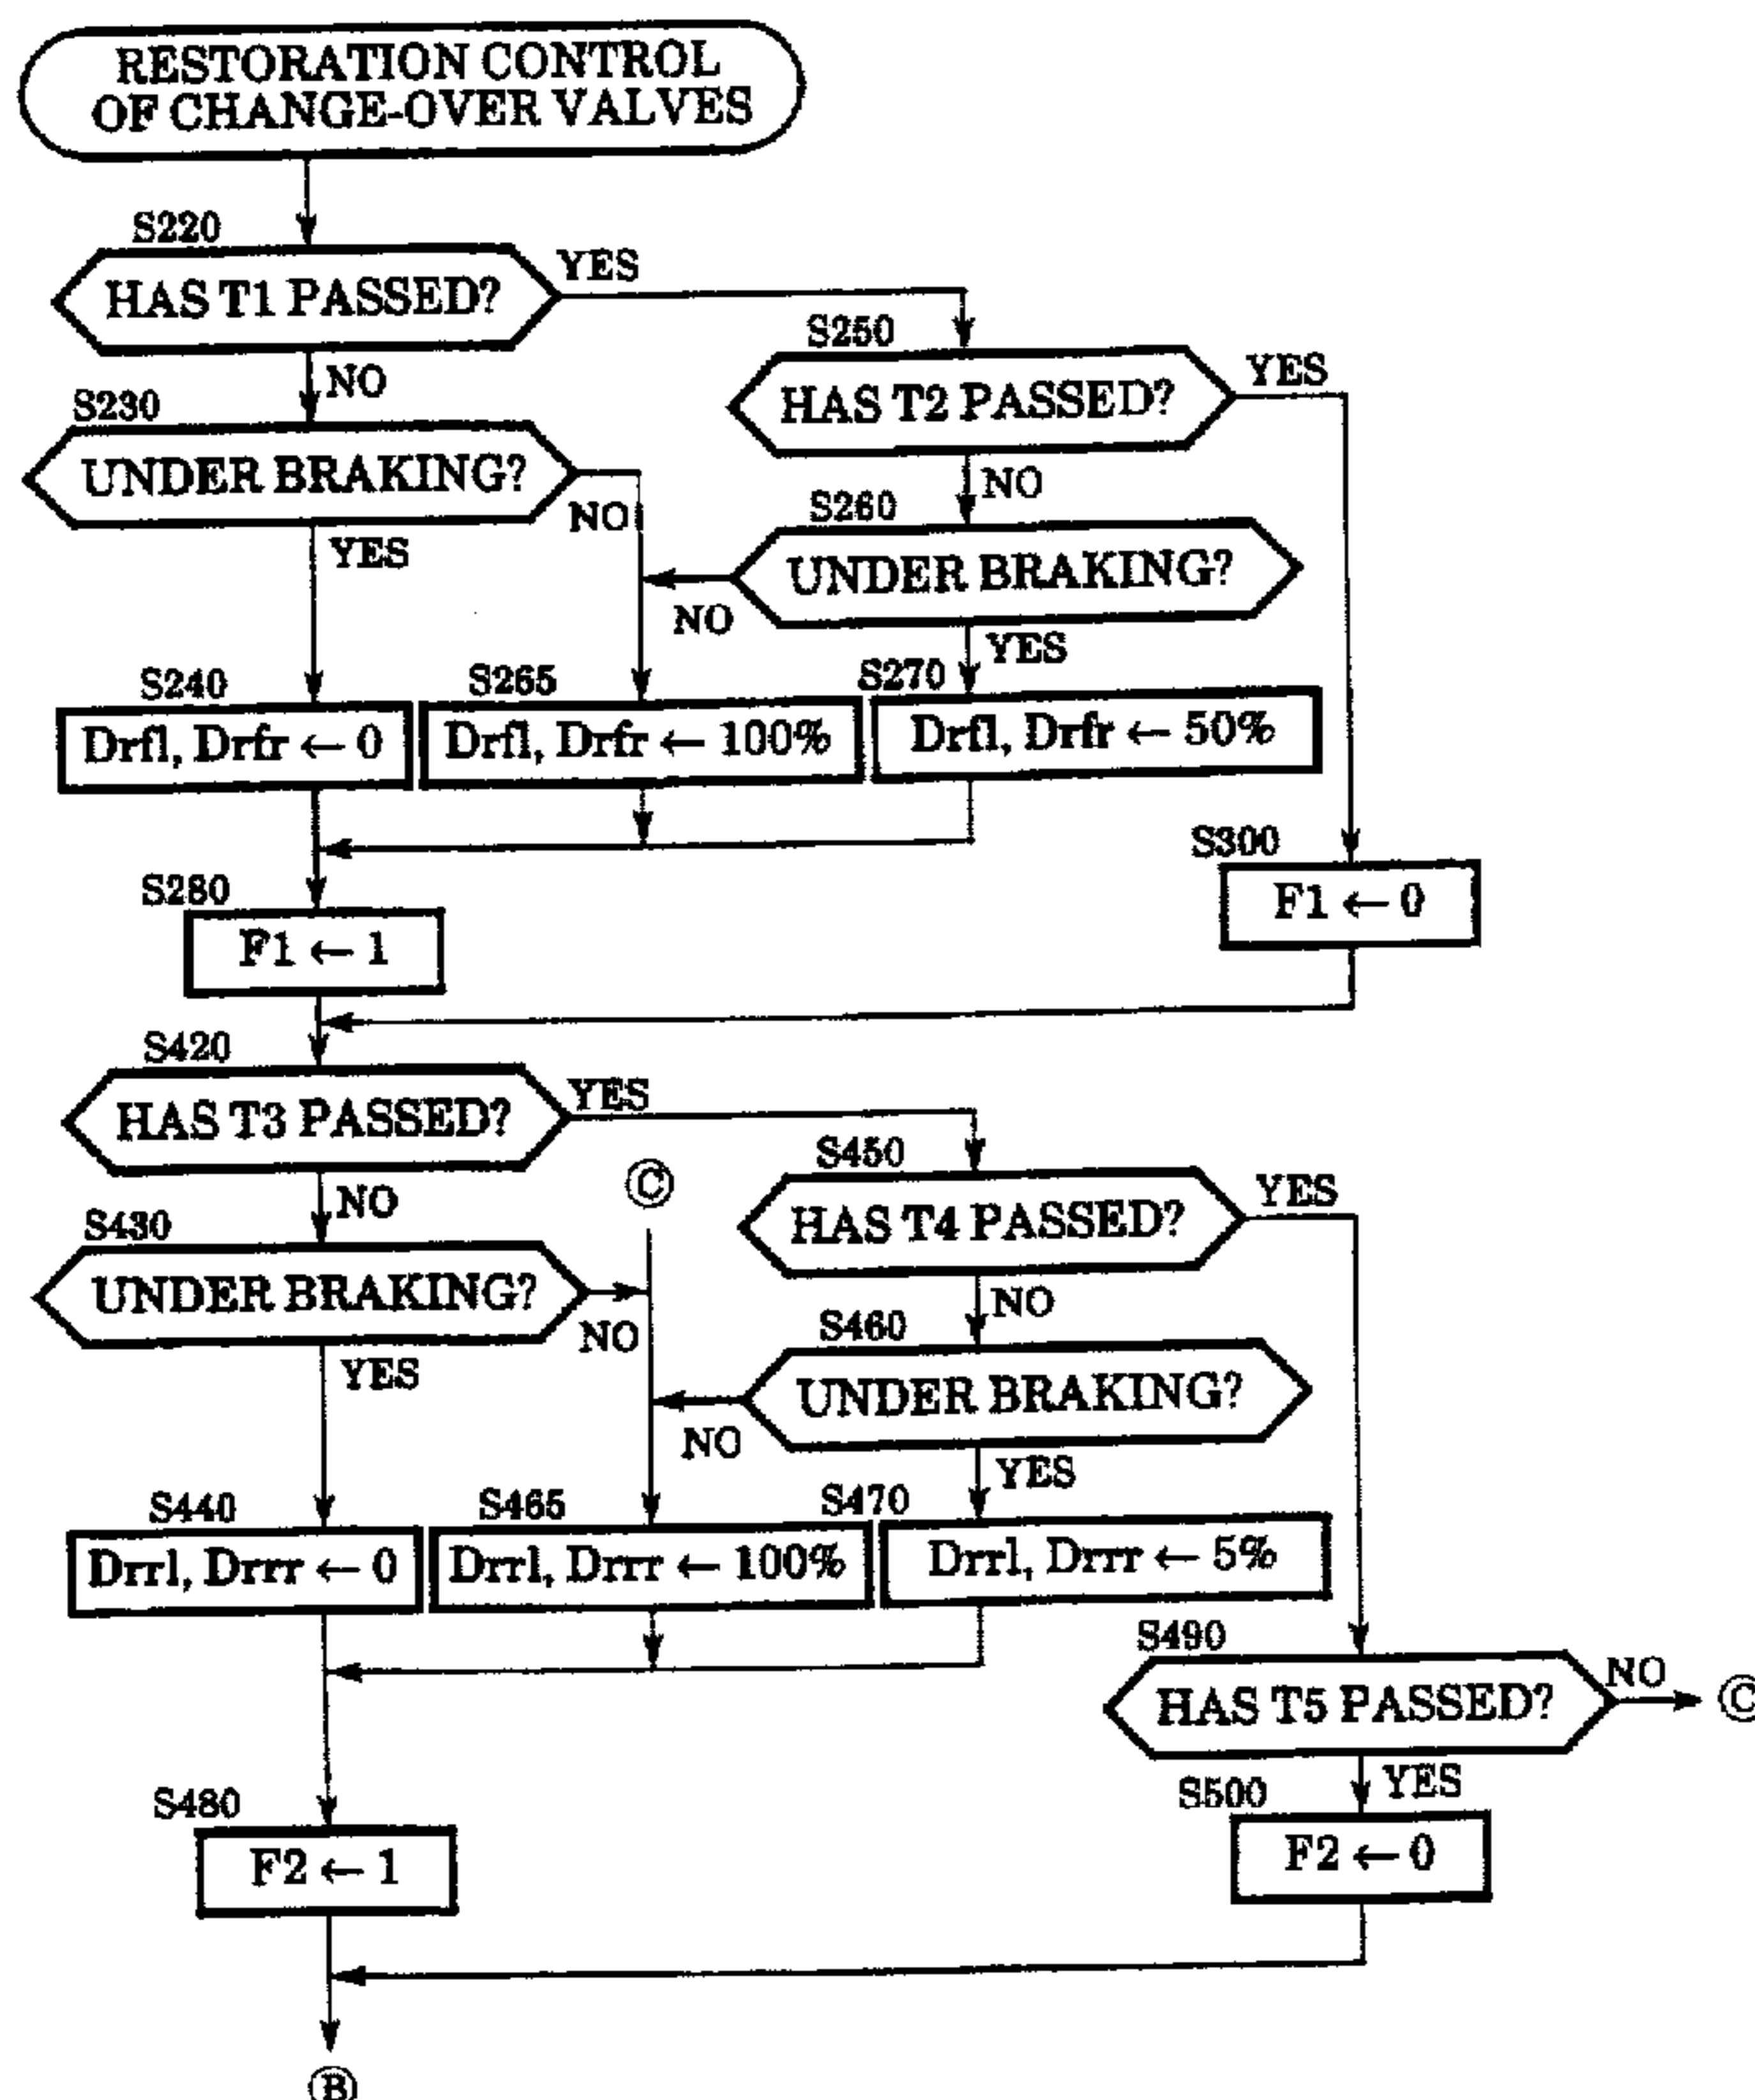 RESTORATION CONTROL
OF CHANGE-OVER VALVES
S220
HAS T1 PASSED?
YES
NO
S250
HAS T2 PASSED?
YES
NO
S230
UNDER BRAKING?
NO
YES
S260
UNDER BRAKING?
NO
YES
S240
Drfl, Drfr ← 0
S265
Drfl, Drfr ← 100%
S270
Drfl, Drfr ← 50%
S300
F1 ← 0
S280
F1 ← 1
S420
HAS T3 PASSED?
YES
NO
S450
HAS T4 PASSED?
YES
NO
C
S430
UNDER BRAKING?
NO
YES
S460
UNDER BRAKING?
NO
YES
S440
Drrl, Drrr ← 0
S465
Drrl, Drrr ← 100%
S470
Drrl, Drrr ← 5%
S490
HAS T5 PASSED?
NO
C
YES
S480
F2 ← 1
S500
F2 ← 0
B